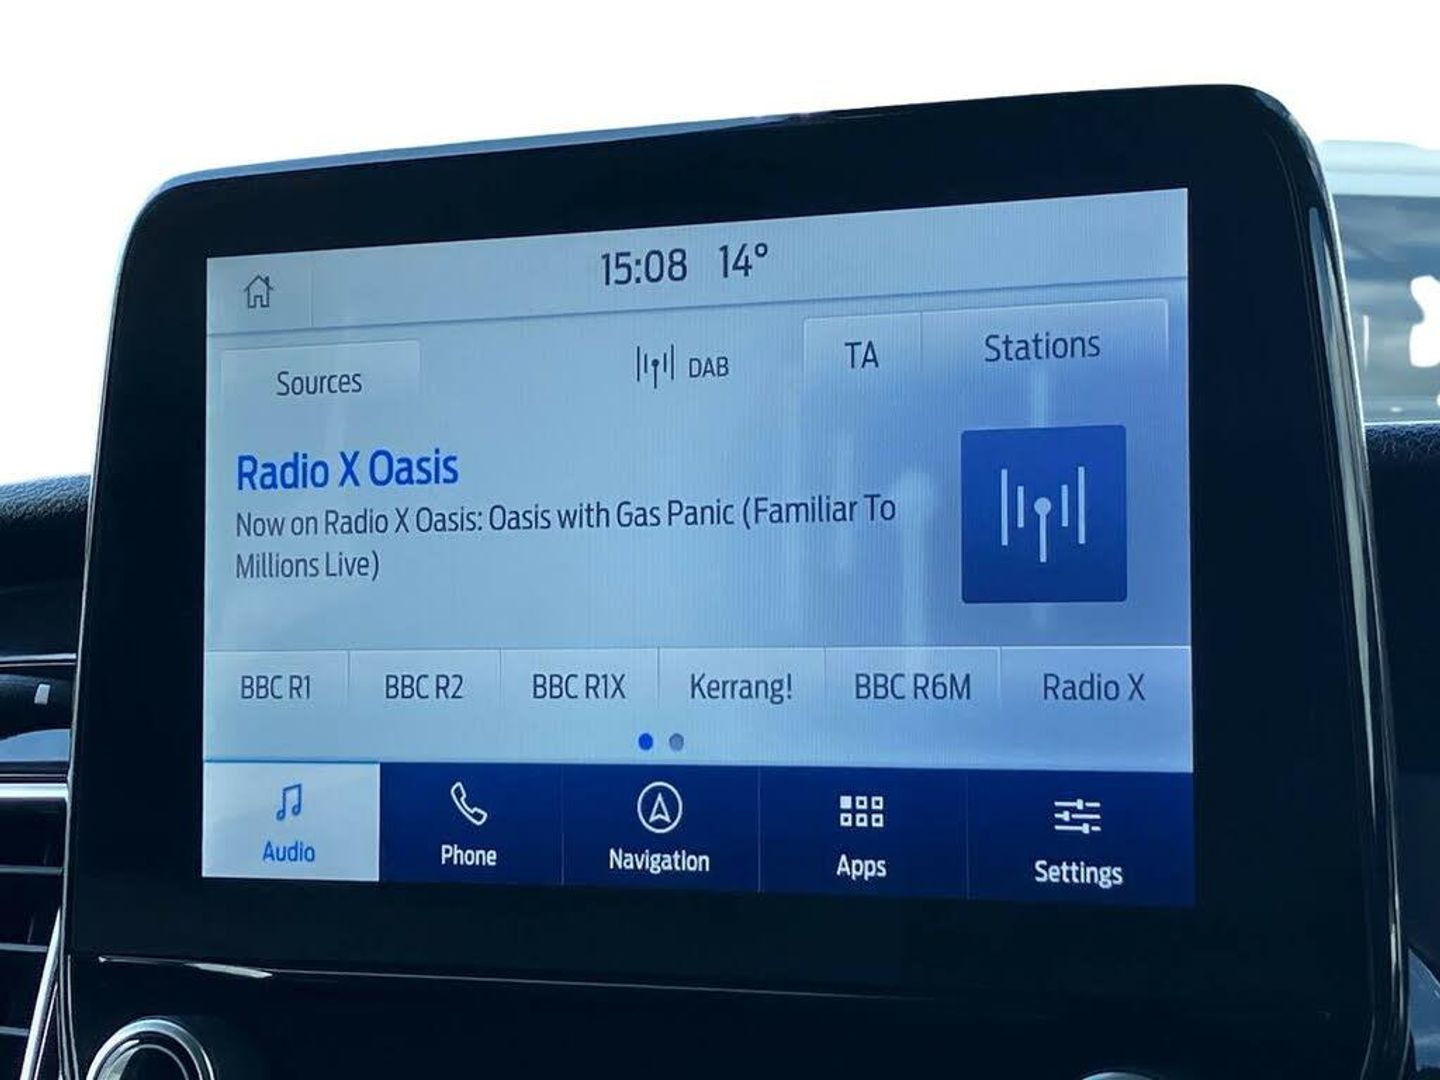 15:08 14°
Sources DAB TA Stations
Radio X Oasis
Now on Radio X Oasis: Oasis with Gas Panic (Familiar To
Millions Live)
BBC R1 BBC R2 BBC R1X Kerrang! BBC R6M Radio X
Audio Phone Navigation Apps Settings